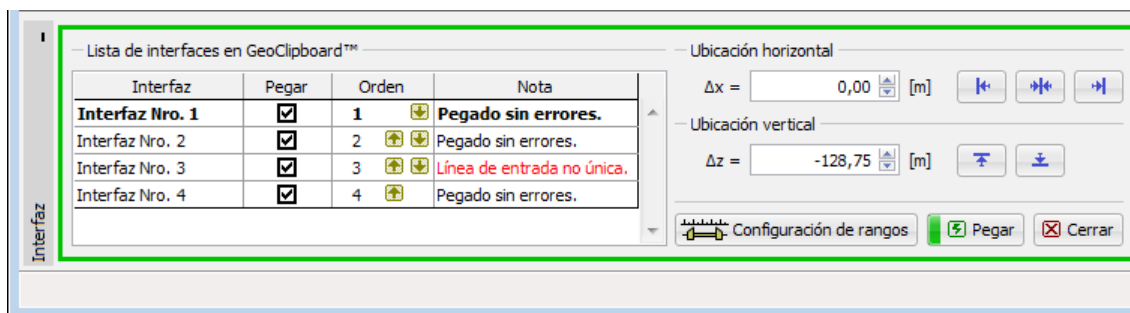 Lista de interfaces en GeoClipboard™
Interfaz Pegar Orden Nota
Interfaz Nro. 1 1 Pegado sin errores.
Interfaz Nro. 2 2 Pegado sin errores.
Interfaz Nro. 3 3 Línea de entrada no única.
Interfaz Nro. 4 4 Pegado sin errores.
Ubicación horizontal
Δx = 0,00 [m]
Ubicación vertical
Δz = -128,75 [m]
Configuración de rangos Pegar Cerrar
Interfaz